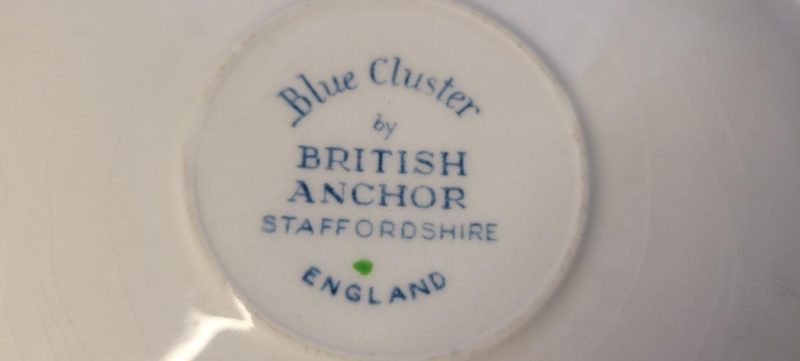 Blue Cluster
by
BRITISH
ANCHOR
STAFFORDSHIRE
ENGLAND